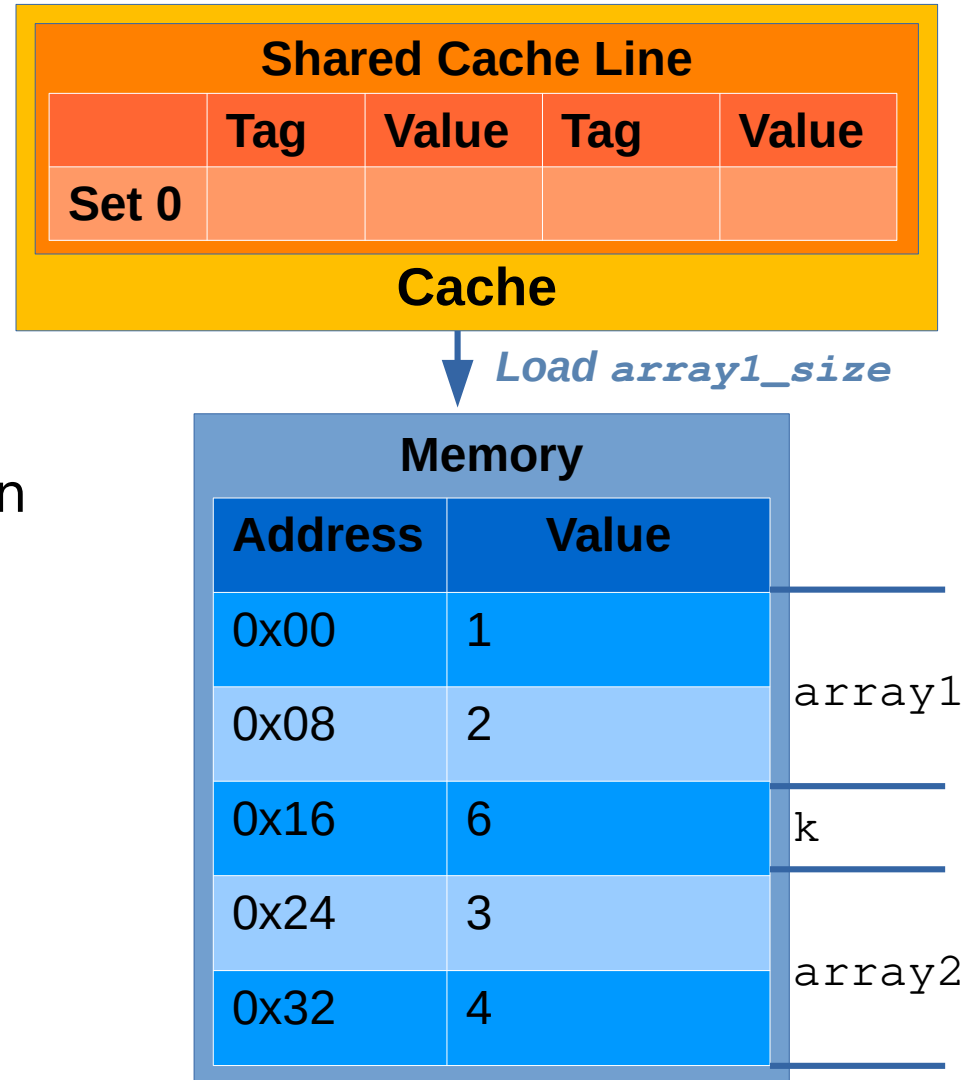 Shared Cache Line
Tag Value Tag Value
Set 0
Cache
Load array1_size
Memory
n
Address Value
0x00 1
array1
0x08 2
0x16 6 k
0x24 3
array2
0x32 4